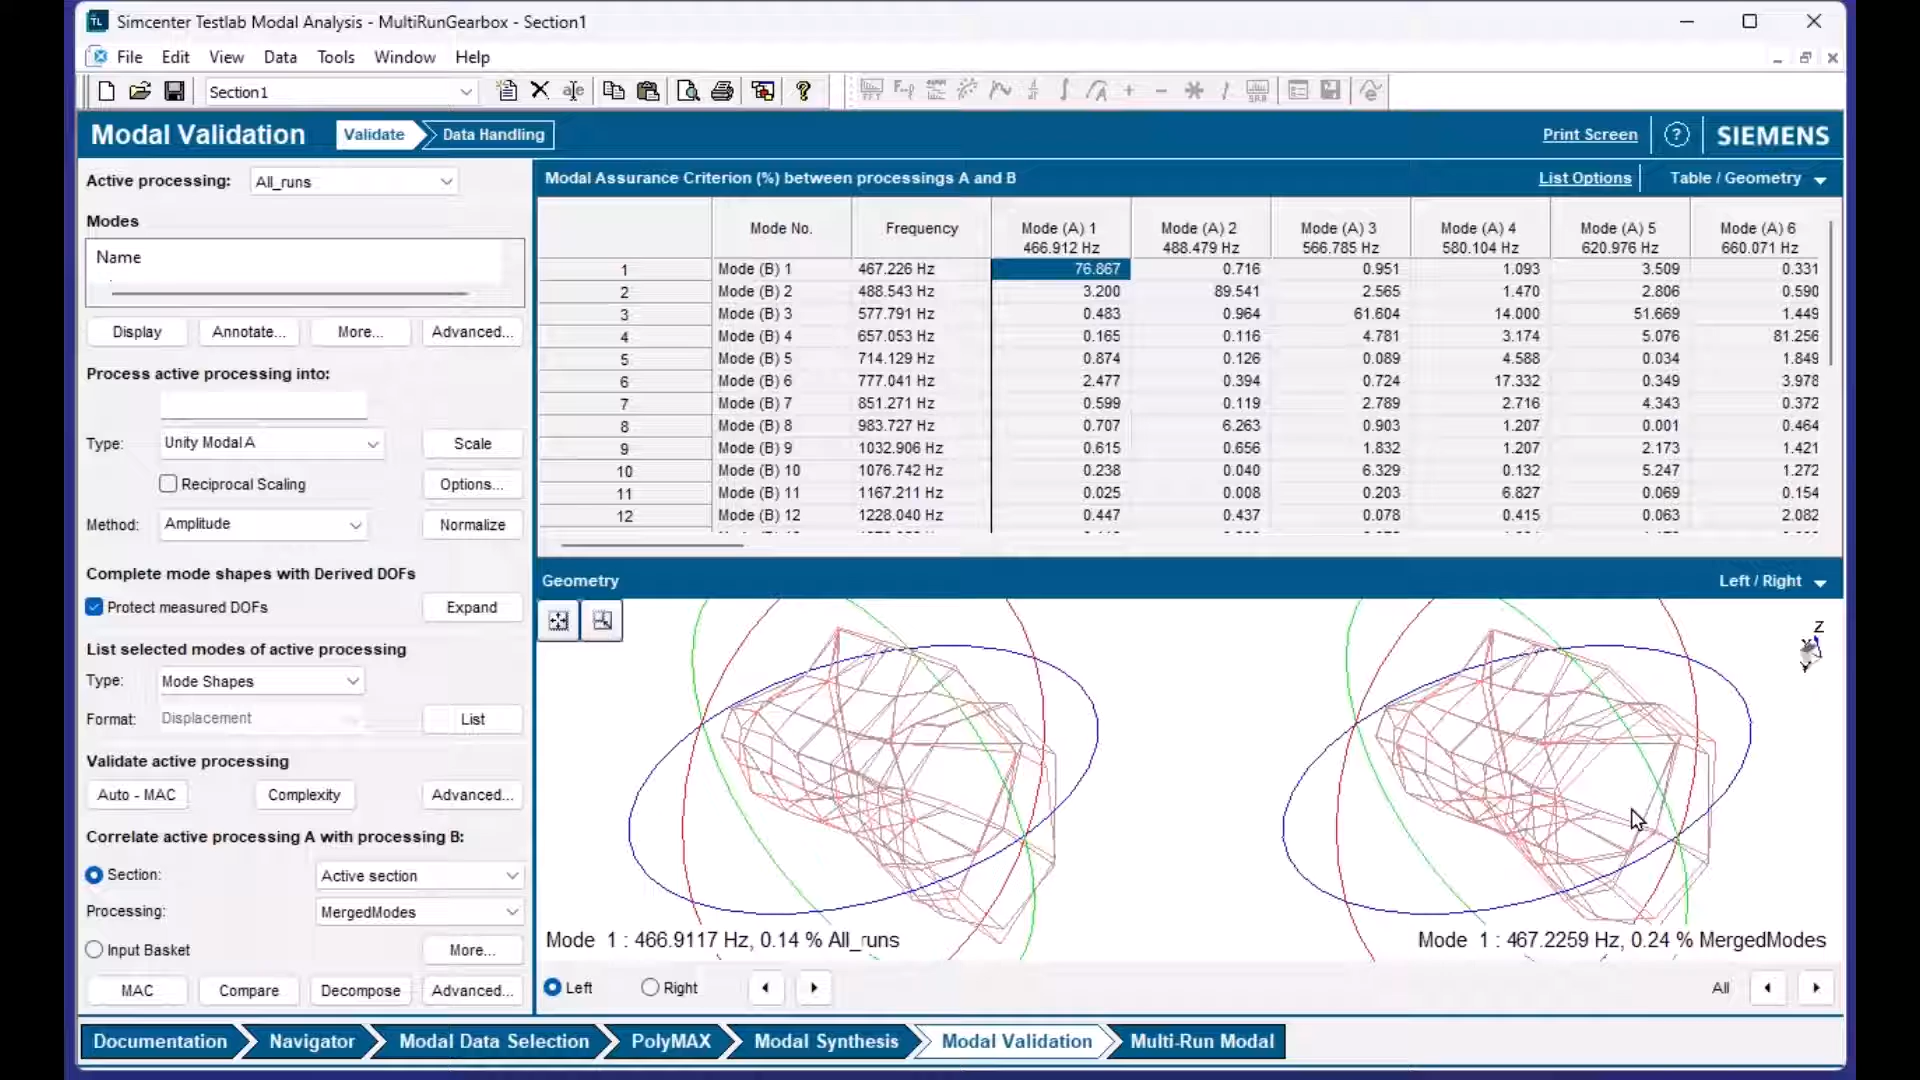 Simcenter Testlab Modal Analysis - MultiRunGearbox - Section1
File Edit View Data Tools Window Help
Section1
Modal Validation Validate Data Handling Print Screen SIEMENS
Active processing: All_runs
Modes
Name
Display Annotate... More... Advanced...
Process active processing into:
Type: Unity Modal A Scale
Reciprocal Scaling Options...
Method: Amplitude Normalize
Complete mode shapes with Derived DOFs
Protect measured DOFs Expand
List selected modes of active processing
Type: Mode Shapes
Format: Displacement List
Validate active processing
Auto - MAC Complexity Advanced...
Correlate active processing A with processing B:
Section: Active section
Processing: MergedModes
Input Basket More...
MAC Compare Decompose Advanced...
Modal Assurance Criterion (%) between processings A and B List Options Table / Geometry
Mode No. Frequency Mode (A) 1 Mode (A) 2 Mode (A) 3 Mode (A) 4 Mode (A) 5 Mode (A) 6
466.912 Hz 488.479 Hz 566.785 Hz 580.104 Hz 620.976 Hz 660.071 Hz
1 Mode (B) 1 467.226 Hz 76.867 0.716 0.951 1.093 3.509 0.331
2 Mode (B) 2 488.543 Hz 3.200 89.541 2.565 1.470 2.806 0.590
3 Mode (B) 3 577.791 Hz 0.483 0.964 61.604 14.000 51.669 1.449
4 Mode (B) 4 657.053 Hz 0.165 0.116 4.781 3.174 5.076 81.256
5 Mode (B) 5 714.129 Hz 0.874 0.126 0.089 4.588 0.034 1.849
6 Mode (B) 6 777.041 Hz 2.477 0.394 0.724 17.332 0.349 3.978
7 Mode (B) 7 851.271 Hz 0.599 0.119 2.789 2.716 4.343 0.372
8 Mode (B) 8 983.727 Hz 0.707 6.263 0.903 1.207 0.001 0.464
9 Mode (B) 9 1032.906 Hz 0.615 0.656 1.832 1.207 2.173 1.421
10 Mode (B) 10 1076.742 Hz 0.238 0.040 6.329 0.132 5.247 1.272
11 Mode (B) 11 1167.211 Hz 0.025 0.008 0.203 6.827 0.069 0.154
12 Mode (B) 12 1228.040 Hz 0.447 0.437 0.078 0.415 0.063 2.082
Geometry Left / Right
Z
Y
Mode 1 : 466.9117 Hz, 0.14 % All_runs
Mode 1 : 467.2259 Hz, 0.24 % MergedModes
Left Right All
Documentation Navigator Modal Data Selection PolyMAX Modal Synthesis Modal Validation Multi-Run Modal